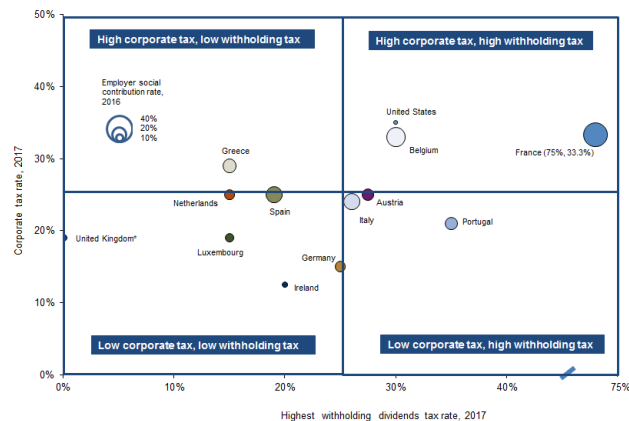 50%
40%
30%
20%
10%
0%
Corporate tax rate, 2017
High corporate tax, low withholding tax
High corporate tax, high withholding tax
Employer social
contribution rate,
2016
40%
20%
10%
United States
Belgium
France (75%, 33.3%)
Greece
Netherlands
Spain
Austria
Italy
Portugal
United Kingdom*
Luxembourg
Germany
Ireland
Low corporate tax, low withholding tax
Low corporate tax, high withholding tax
0%
10%
20%
30%
40%
75%
Highest withholding dividends tax rate, 2017